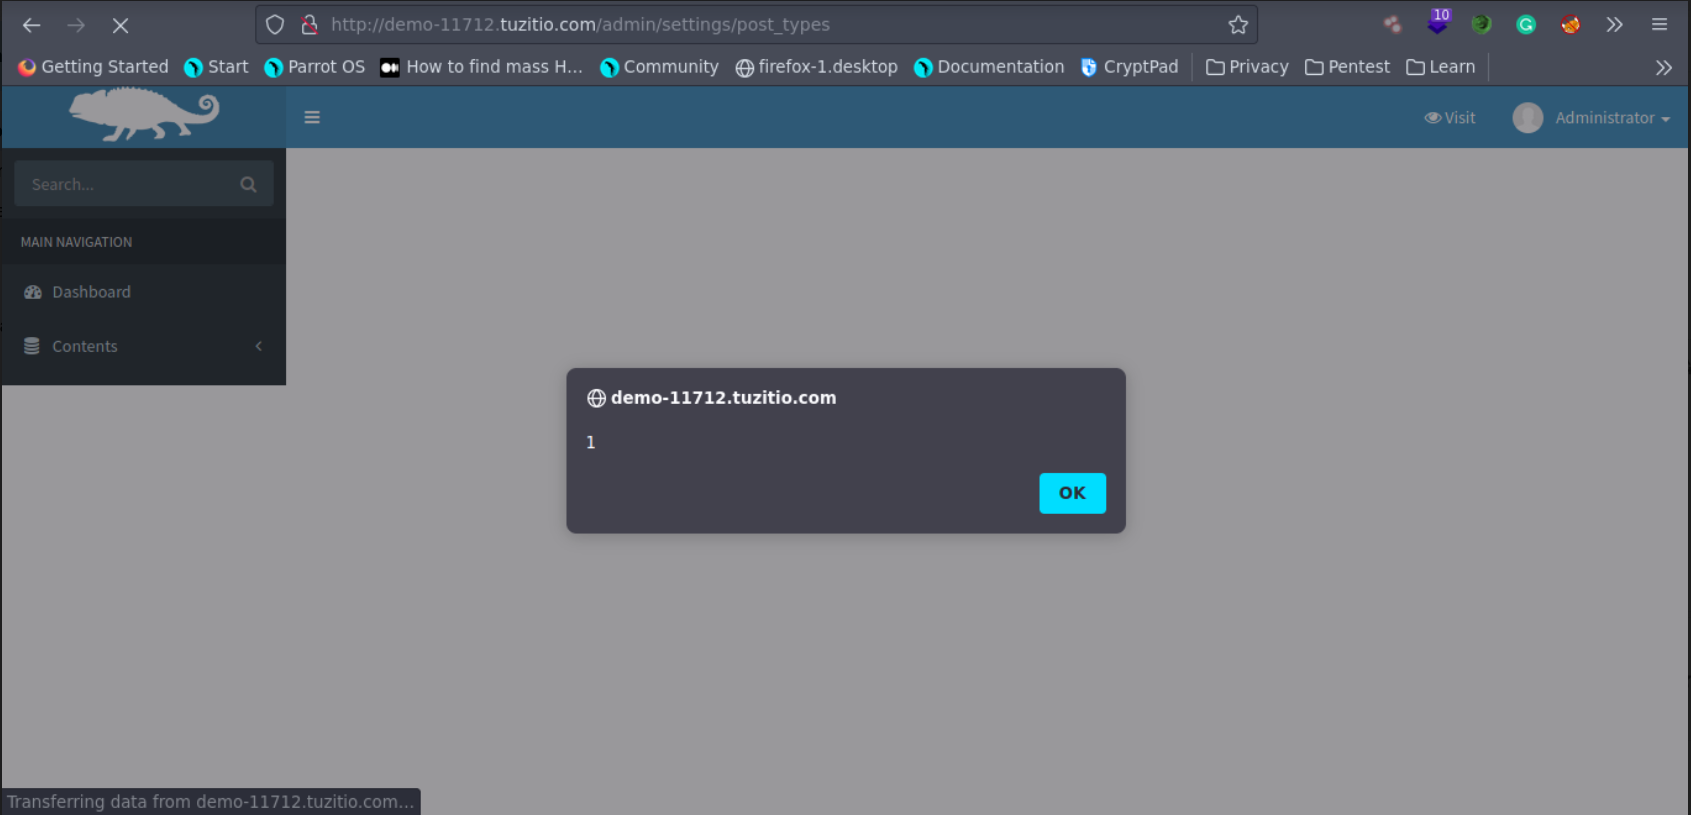 http://demo-11712.tuzitio.com/admin/settings/post_types
10
Getting Started Start Parrot OS How to find mass H... Community firefox-1.desktop Documentation CryptPad Privacy Pentest Learn
Visit Administrator
Search...
MAIN NAVIGATION
Dashboard
Contents
demo-11712.tuzitio.com
1
OK
Transferring data from demo-11712.tuzitio.com...